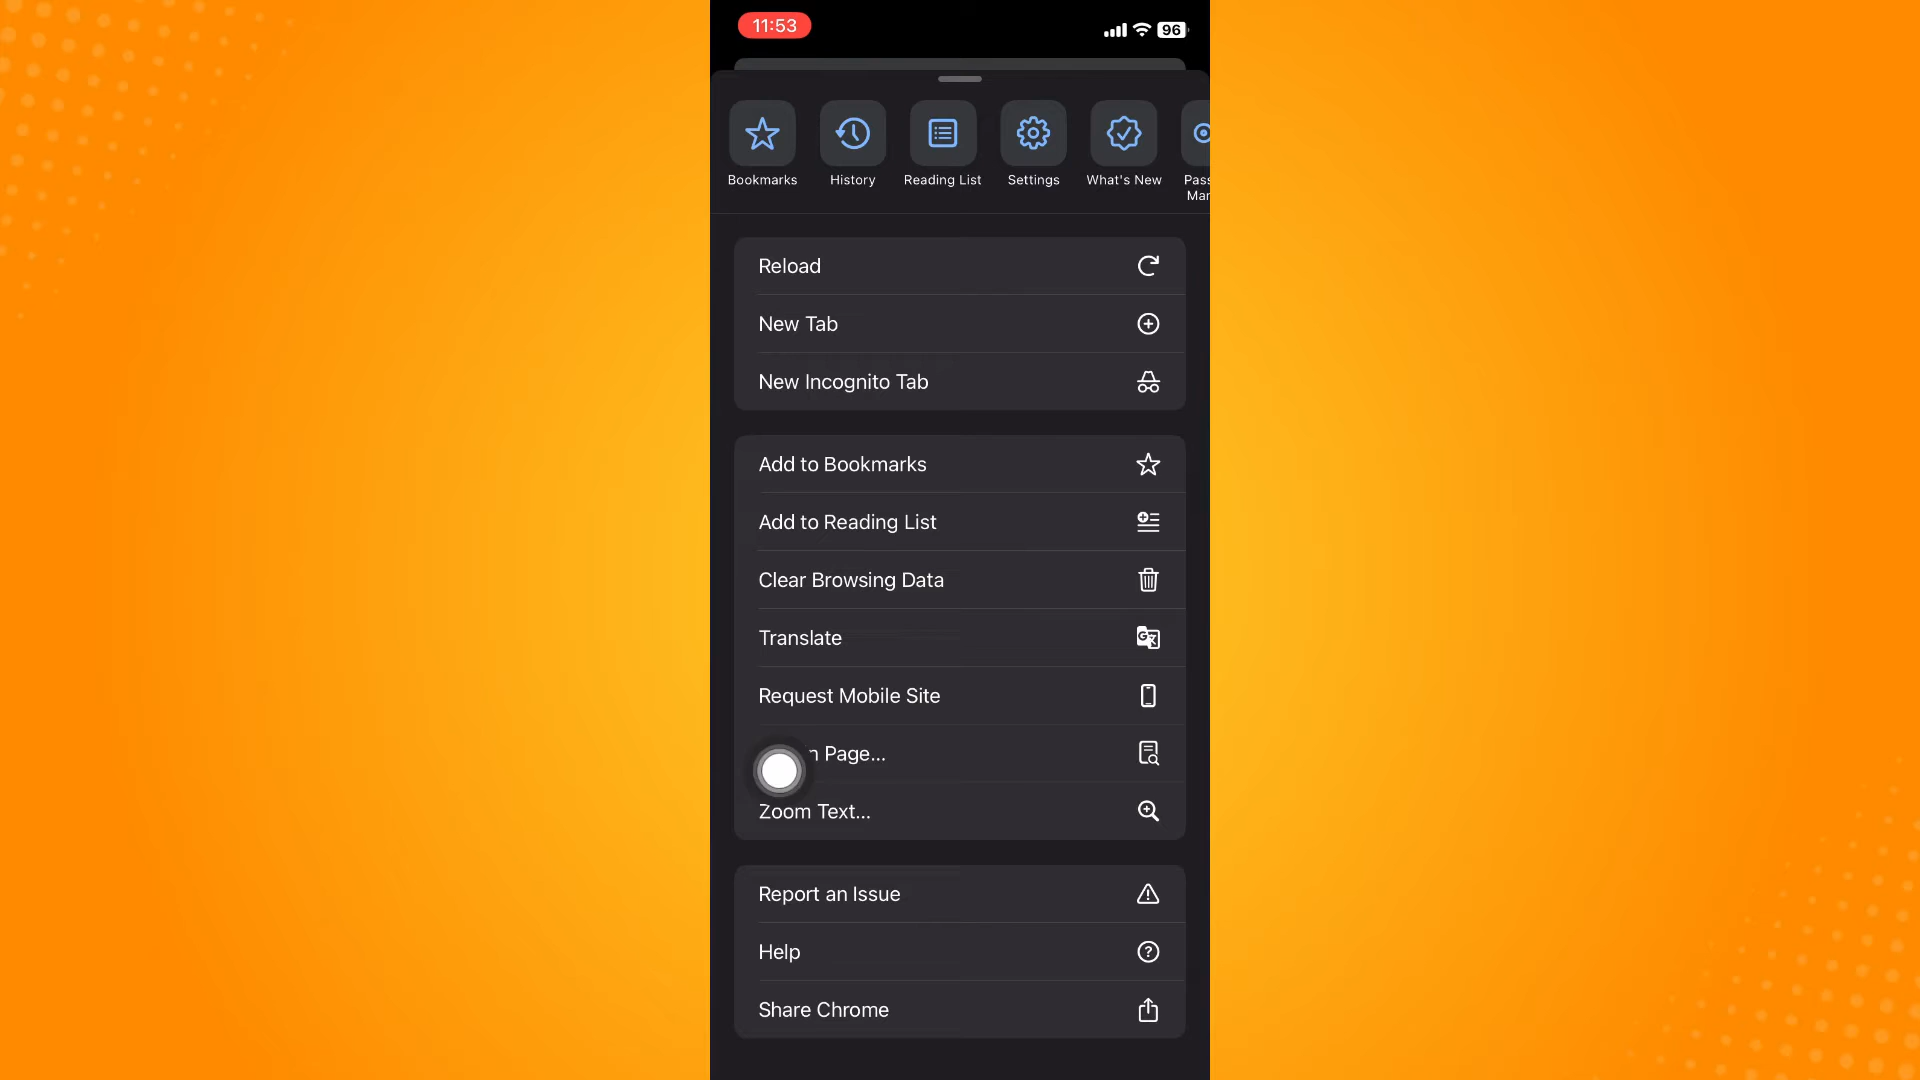 11:53
96
Bookmarks
History
Reading List
Settings
What's New
Pass
Mar
Reload
New Tab
New Incognito Tab
Add to Bookmarks
Add to Reading List
Clear Browsing Data
Translate
Request Mobile Site
n Page...
Zoom Text...
Report an Issue
Help
Share Chrome